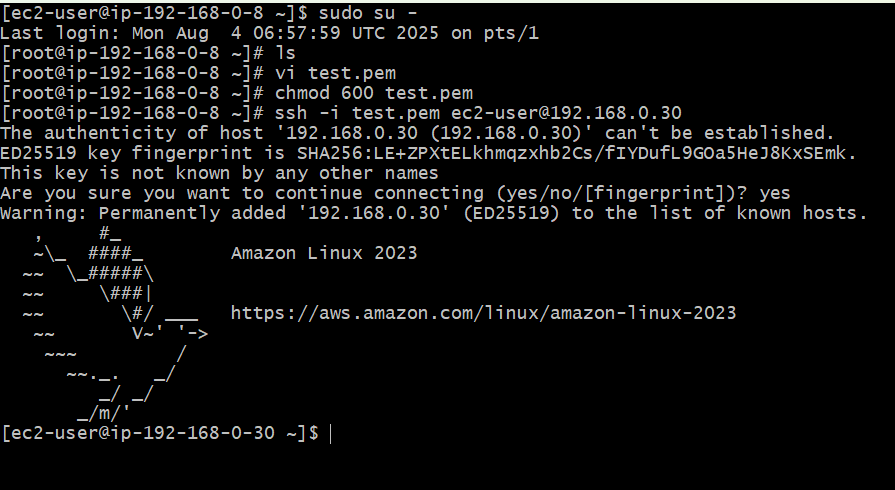 [ec2-user@ip-192-168-0-8 ~]$ sudo su -
Last login: Mon Aug  4 06:57:59 UTC 2025 on pts/1
[root@ip-192-168-0-8 ~]# ls
[root@ip-192-168-0-8 ~]# vi test.pem
[root@ip-192-168-0-8 ~]# chmod 600 test.pem
[root@ip-192-168-0-8 ~]# ssh -i test.pem ec2-user@192.168.0.30
The authenticity of host '192.168.0.30 (192.168.0.30)' can't be established.
ED25519 key fingerprint is SHA256:LE+ZPXtELkhmqzxhb2Cs/fIYDufL9GOa5HeJ8KxSEmk.
This key is not known by any other names
Are you sure you want to continue connecting (yes/no/[fingerprint])? yes
Warning: Permanently added '192.168.0.30' (ED25519) to the list of known hosts.
   ,     #_
   ~\_  ####_        Amazon Linux 2023
  ~~  \_#####\
  ~~     \###|
  ~~       \#/ ___   https://aws.amazon.com/linux/amazon-linux-2023
   ~~       V~' '->
    ~~~         /
      ~~._.   _/
         _/ _/
       _/m/'
[ec2-user@ip-192-168-0-30 ~]$